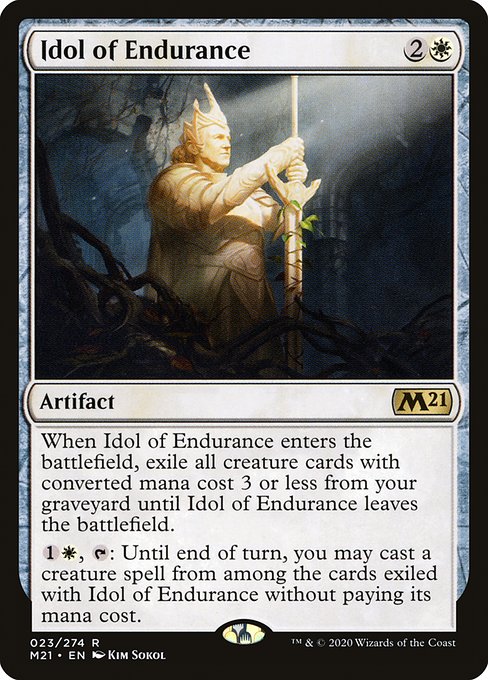 Idol of Endurance 2
Artifact M21
When Idol of Endurance enters the
battlefield, exile all creature cards with
converted mana cost 3 or less from your
graveyard until Idol of Endurance leaves
the battlefield.
1, : Until end of turn, you may cast a
creature spell from among the cards exiled
with Idol of Endurance without paying its
mana cost.
023/274 R
M21 • EN Kim Sokol
™ & © 2020 Wizards of the Coast